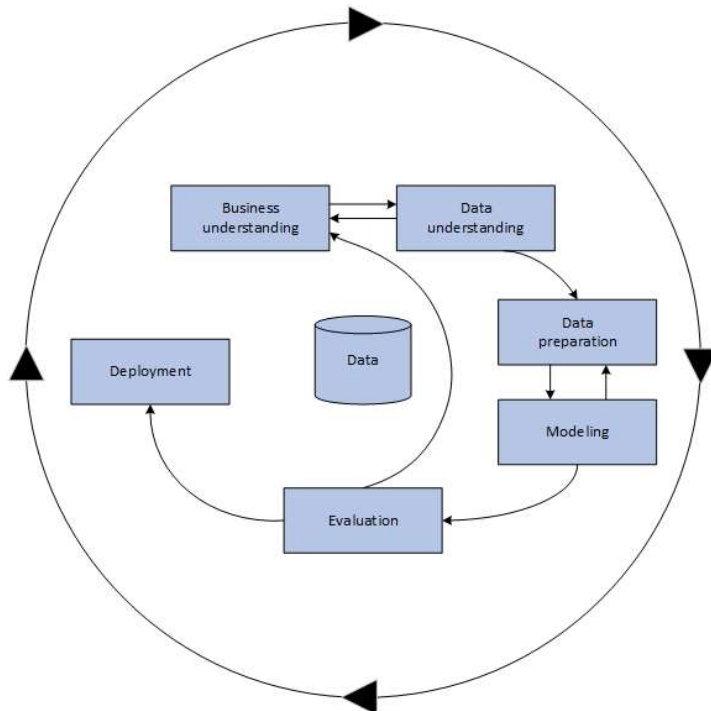 Business
understanding
Data
understanding
Data
preparation
Deployment
Data
Modeling
Evaluation